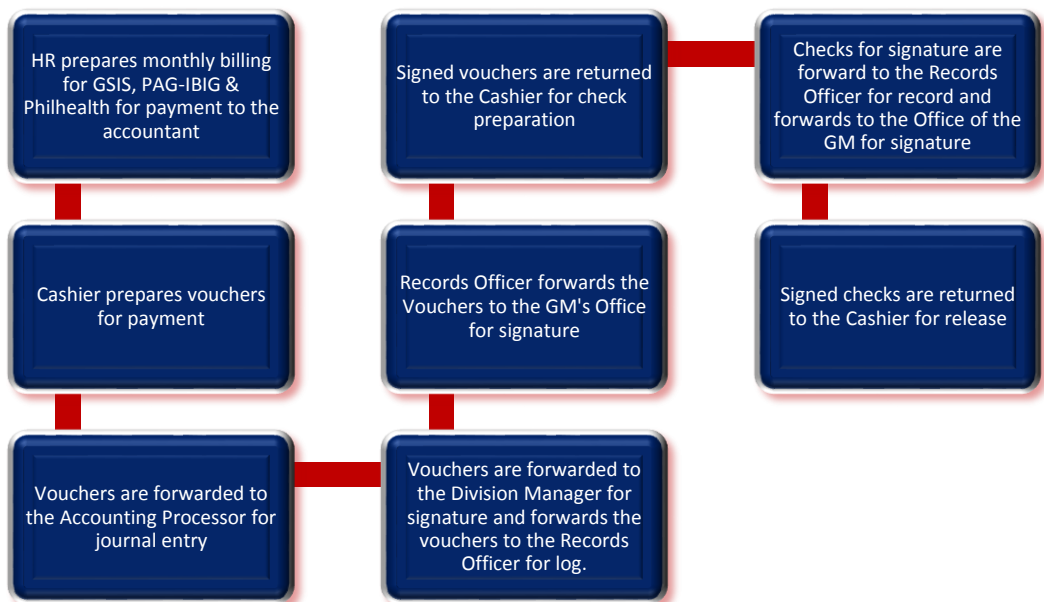 HR prepares monthly billing
for GSIS, PAG-IBIG &
Philhealth for payment to the
accountant
Cashier prepares vouchers
for payment
Vouchers are forwarded to
the Accounting Processor for
journal entry
Vouchers are forwarded to
the Division Manager for
signature and forwards the
vouchers to the Records
Officer for log.
Records Officer forwards the
Vouchers to the GM's Office
for signature
Signed vouchers are returned
to the Cashier for check
preparation
Checks for signature are
forward to the Records
Officer for record and
forwards to the Office of the
GM for signature
Signed checks are returned
to the Cashier for release